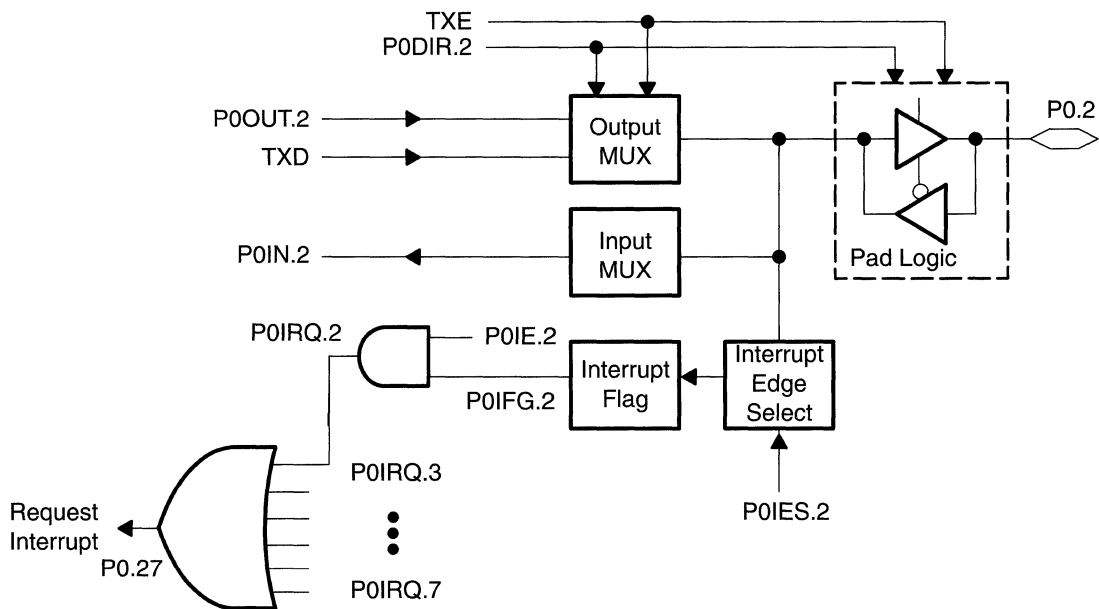 TXE
P0DIR.2
P0OUT.2
TXD
Output
MUX
P0.2
Pad Logic
P0IN.2
Input
MUX
P0IRQ.2
P0IE.2
P0IFG.2
Interrupt
Flag
Interrupt
Edge
Select
P0IES.2
P0IRQ.3
Request
Interrupt
P0.27
P0IRQ.7